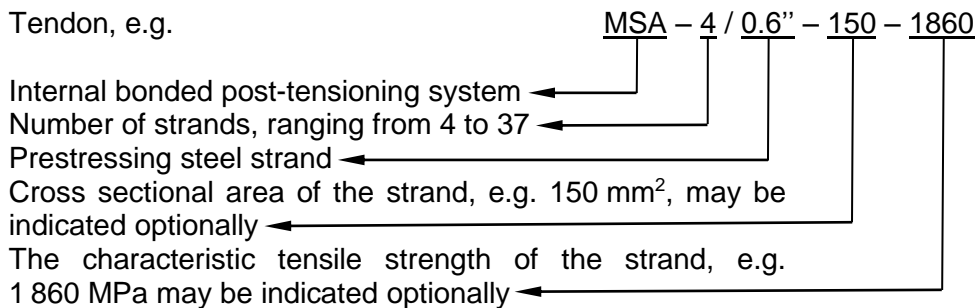 Tendon, e.g. MSA – 4 / 0.6’’ – 150 – 1860
Internal bonded post-tensioning system
Number of strands, ranging from 4 to 37
Prestressing steel strand
Cross sectional area of the strand, e.g. 150 mm², may be
indicated optionally
The characteristic tensile strength of the strand, e.g.
1 860 MPa may be indicated optionally